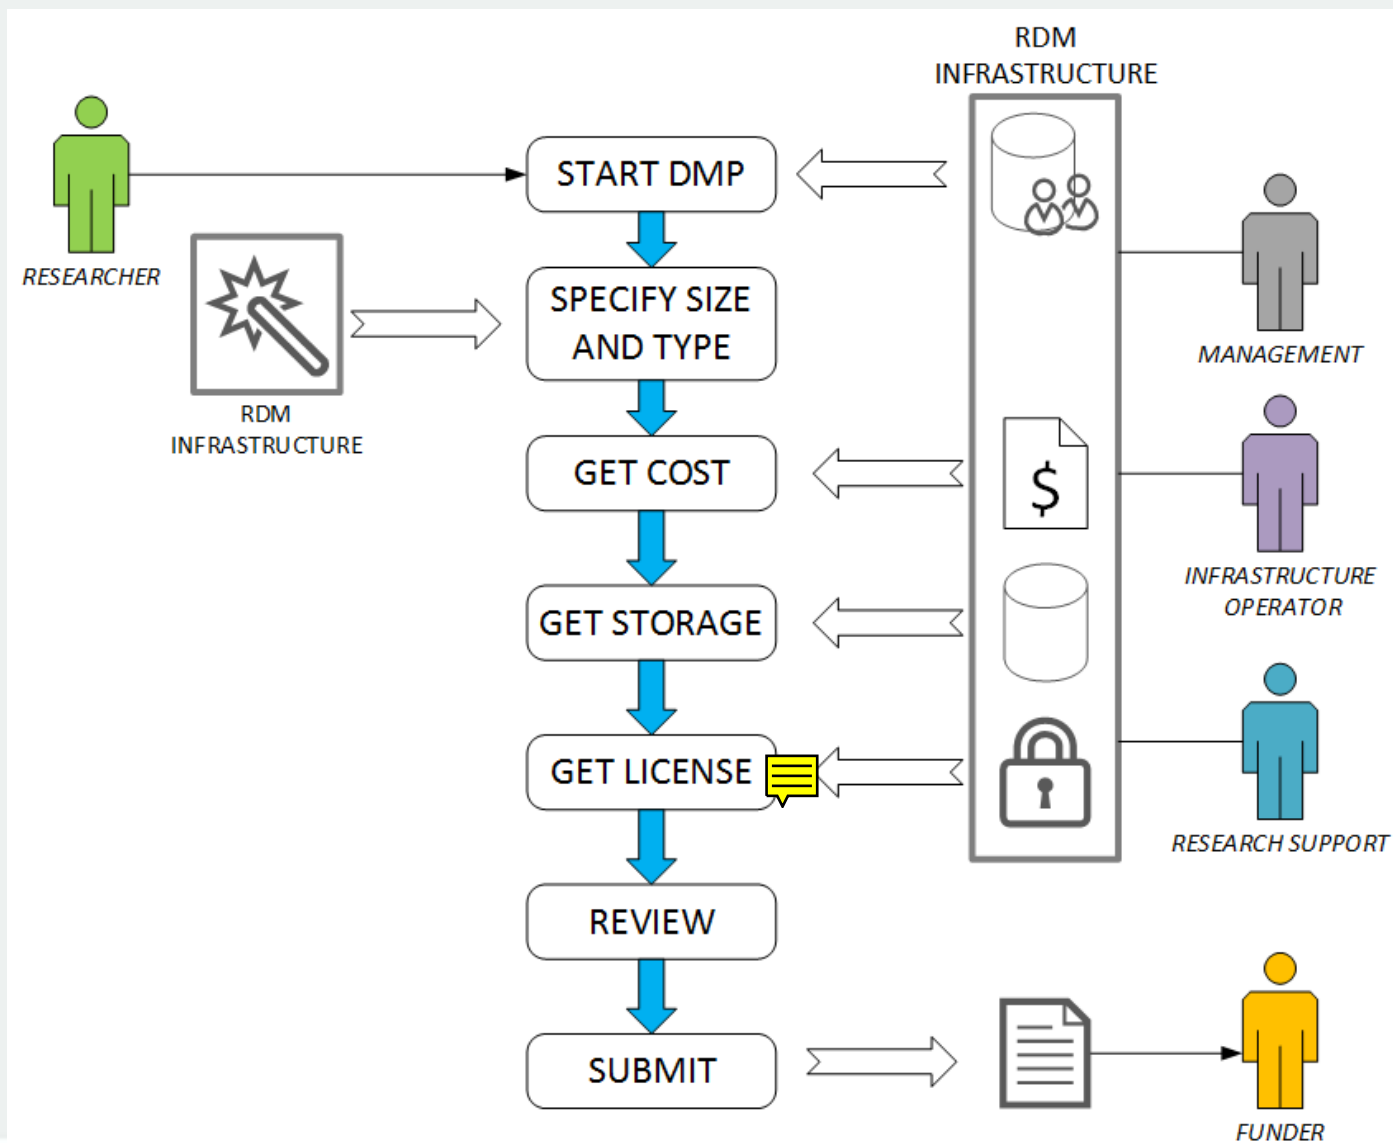 RDM
INFRASTRUCTURE
START DMP
RESEARCHER
SPECIFY SIZE
AND TYPE
MANAGEMENT
RDM
INFRASTRUCTURE
GET COST
$
INFRASTRUCTURE
OPERATOR
GET STORAGE
GET LICENSE
RESEARCH SUPPORT
REVIEW
SUBMIT
FUNDER